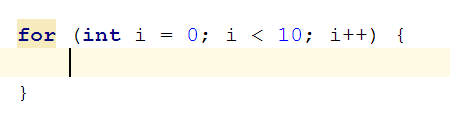 for (int i = 0; i < 10; i++) {
}